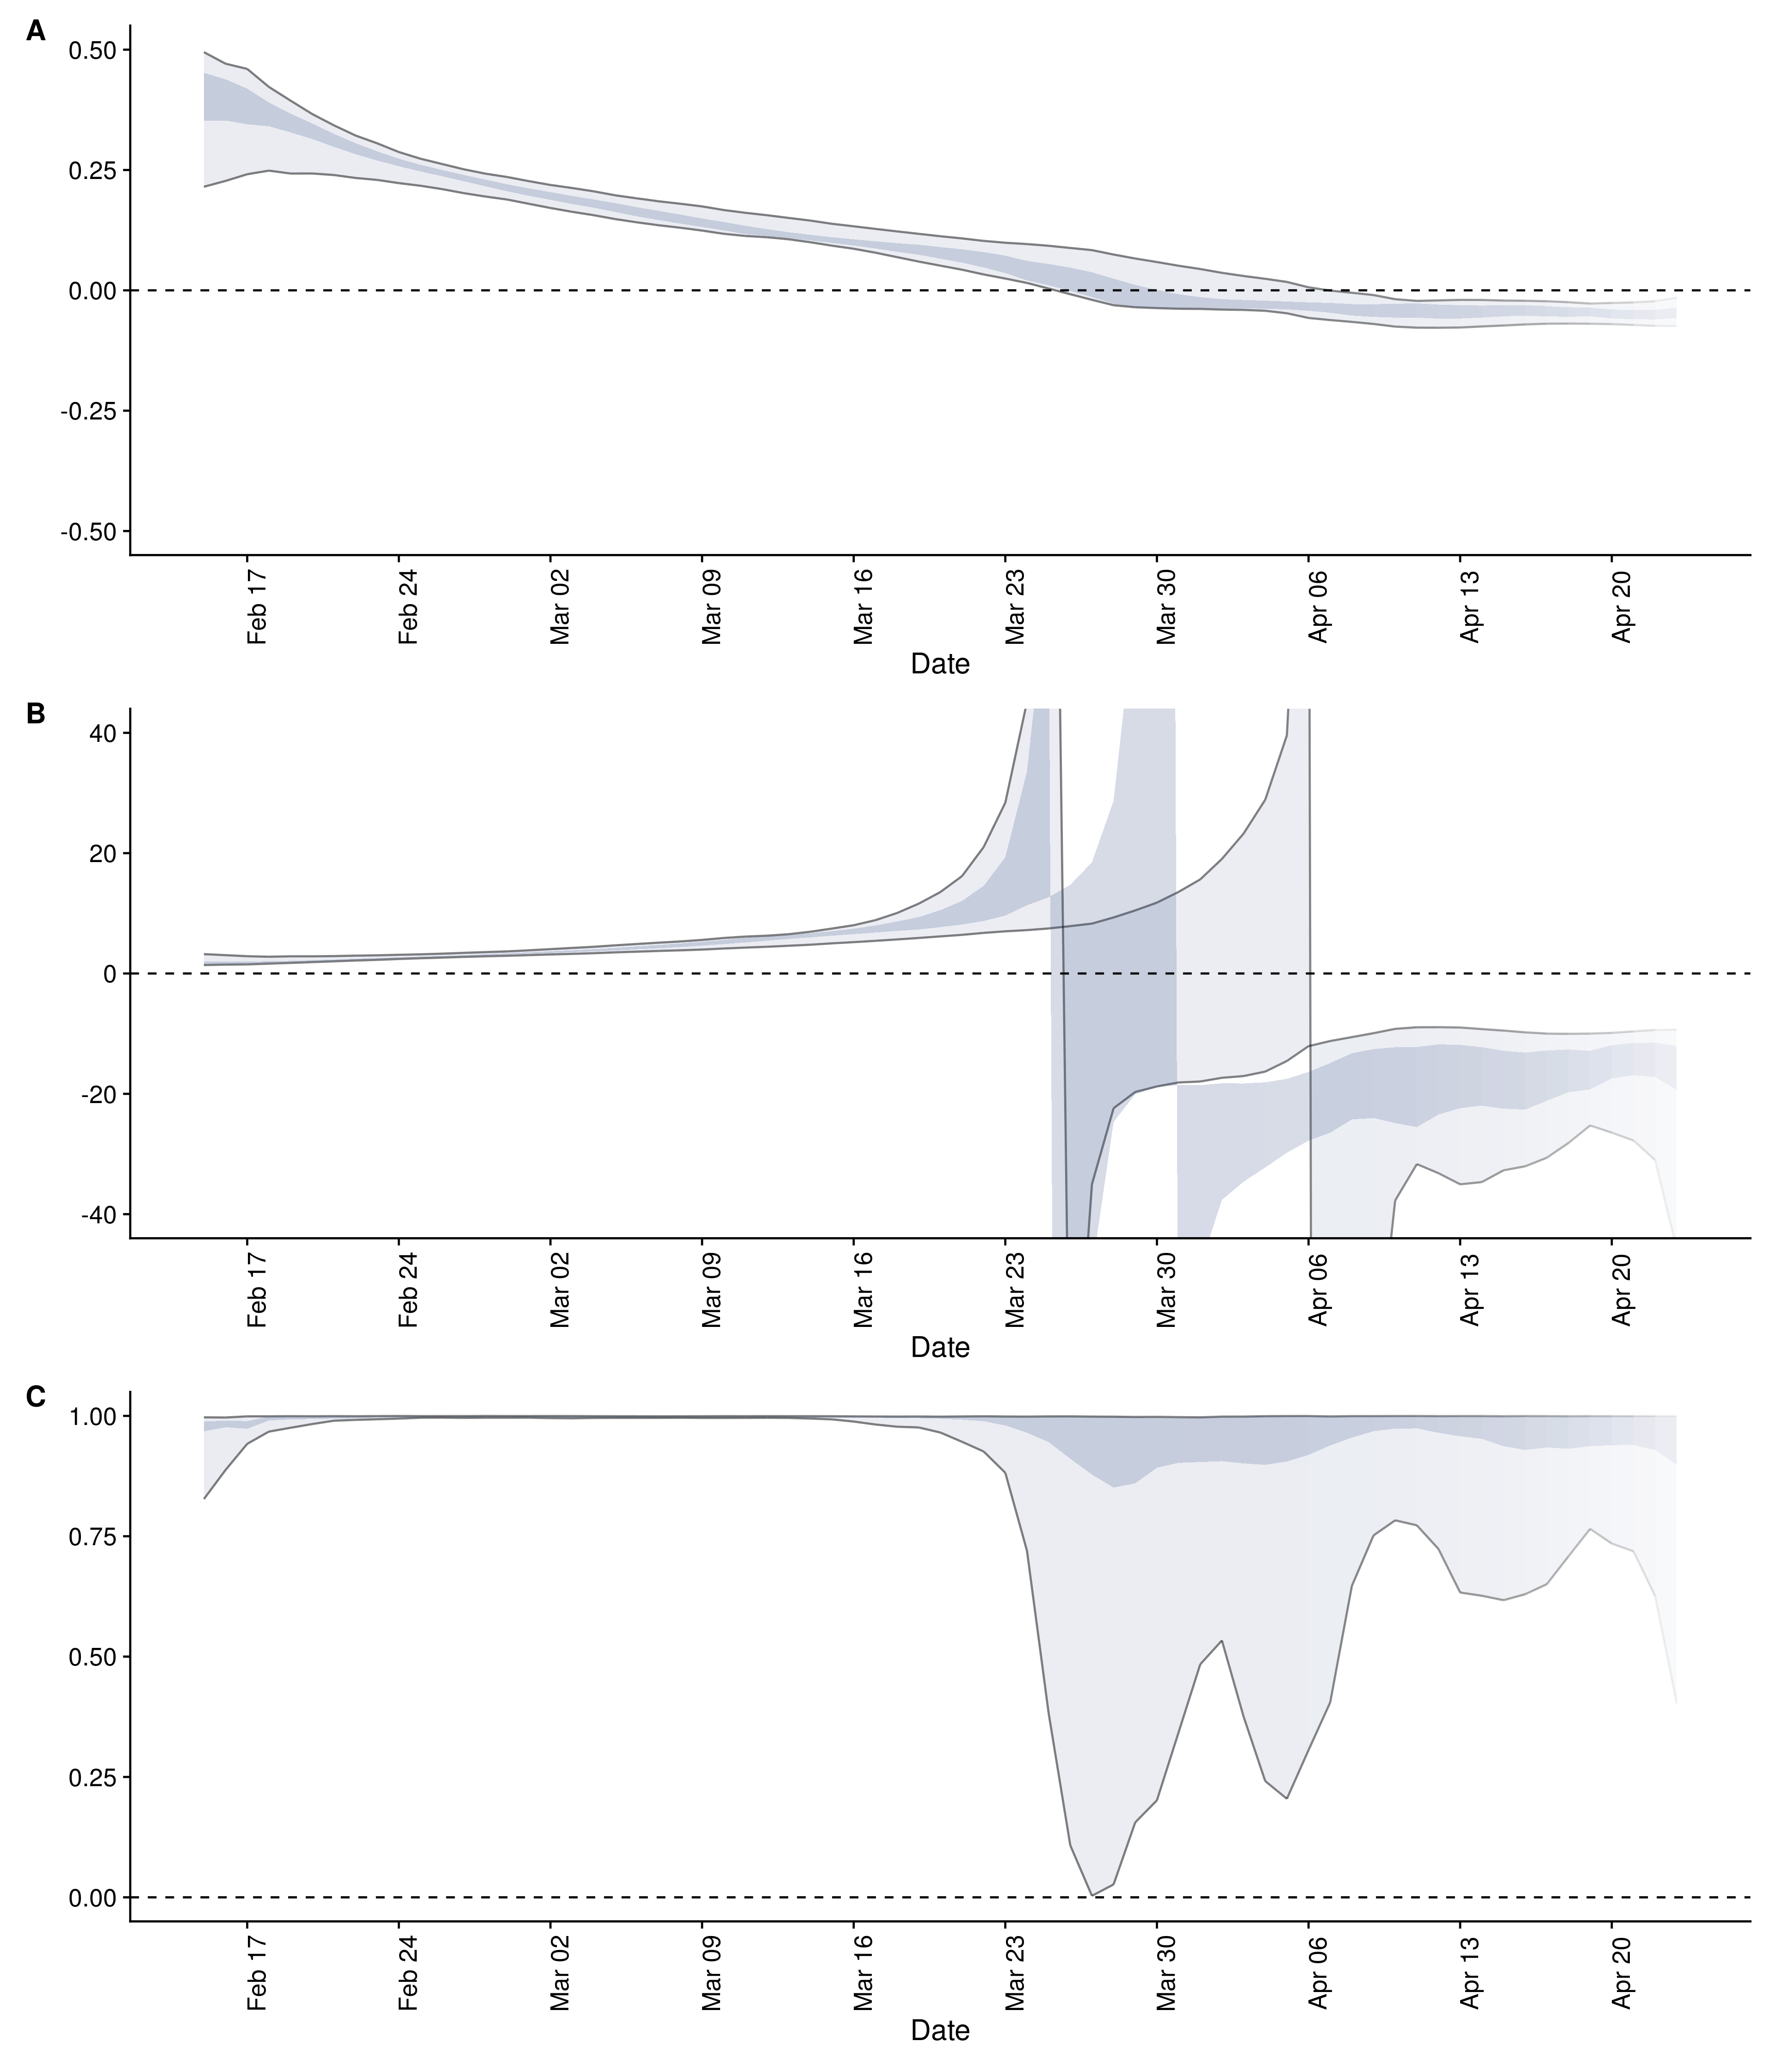 A
0.50
0.25
0.00
-0.25
-0.50
Feb 17
Feb 24
Mar 02
Mar 09
Mar 16
Mar 23
Mar 30
Apr 06
Apr 13
Apr 20
Date
B
40
20
0
-20
-40
Feb 17
Feb 24
Mar 02
Mar 09
Mar 16
Mar 23
Mar 30
Apr 06
Apr 13
Apr 20
Date
C
1.00
0.75
0.50
0.25
0.00
Feb 17
Feb 24
Mar 02
Mar 09
Mar 16
Mar 23
Mar 30
Apr 06
Apr 13
Apr 20
Date